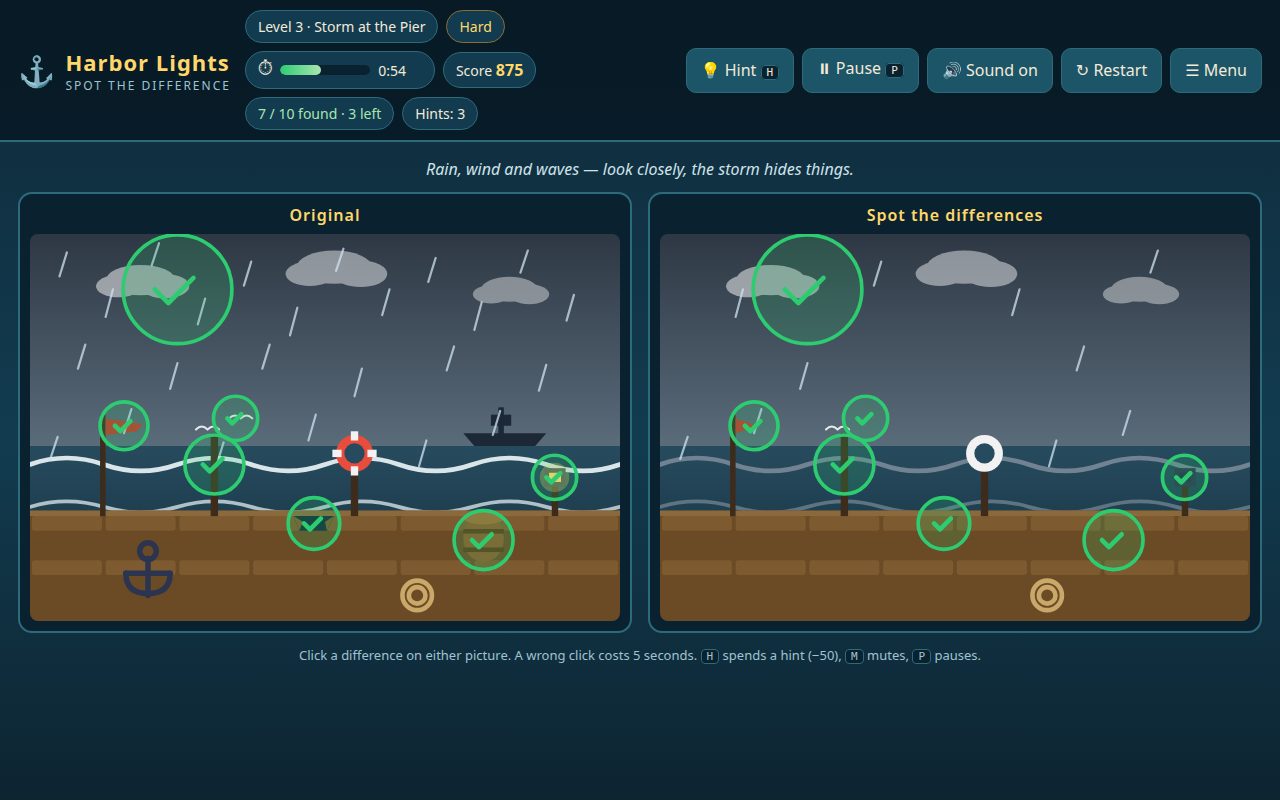 Harbor Lights
SPOT THE DIFFERENCE
Level 3 · Storm at the Pier
Hard
0:54
Score 875
7 / 10 found · 3 left
Hints: 3
Hint H
Pause P
Sound on
Restart
Menu
Rain, wind and waves — look closely, the storm hides things.
Original
Spot the differences
Click a difference on either picture. A wrong click costs 5 seconds. H spends a hint (−50), M mutes, P pauses.